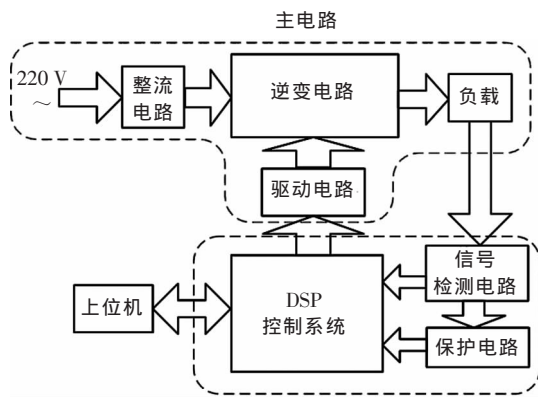 主电路
220 V
～
整流
电路
逆变电路
负载
驱动电路
信号
检测电路
DSP
控制系统
上位机
保护电路